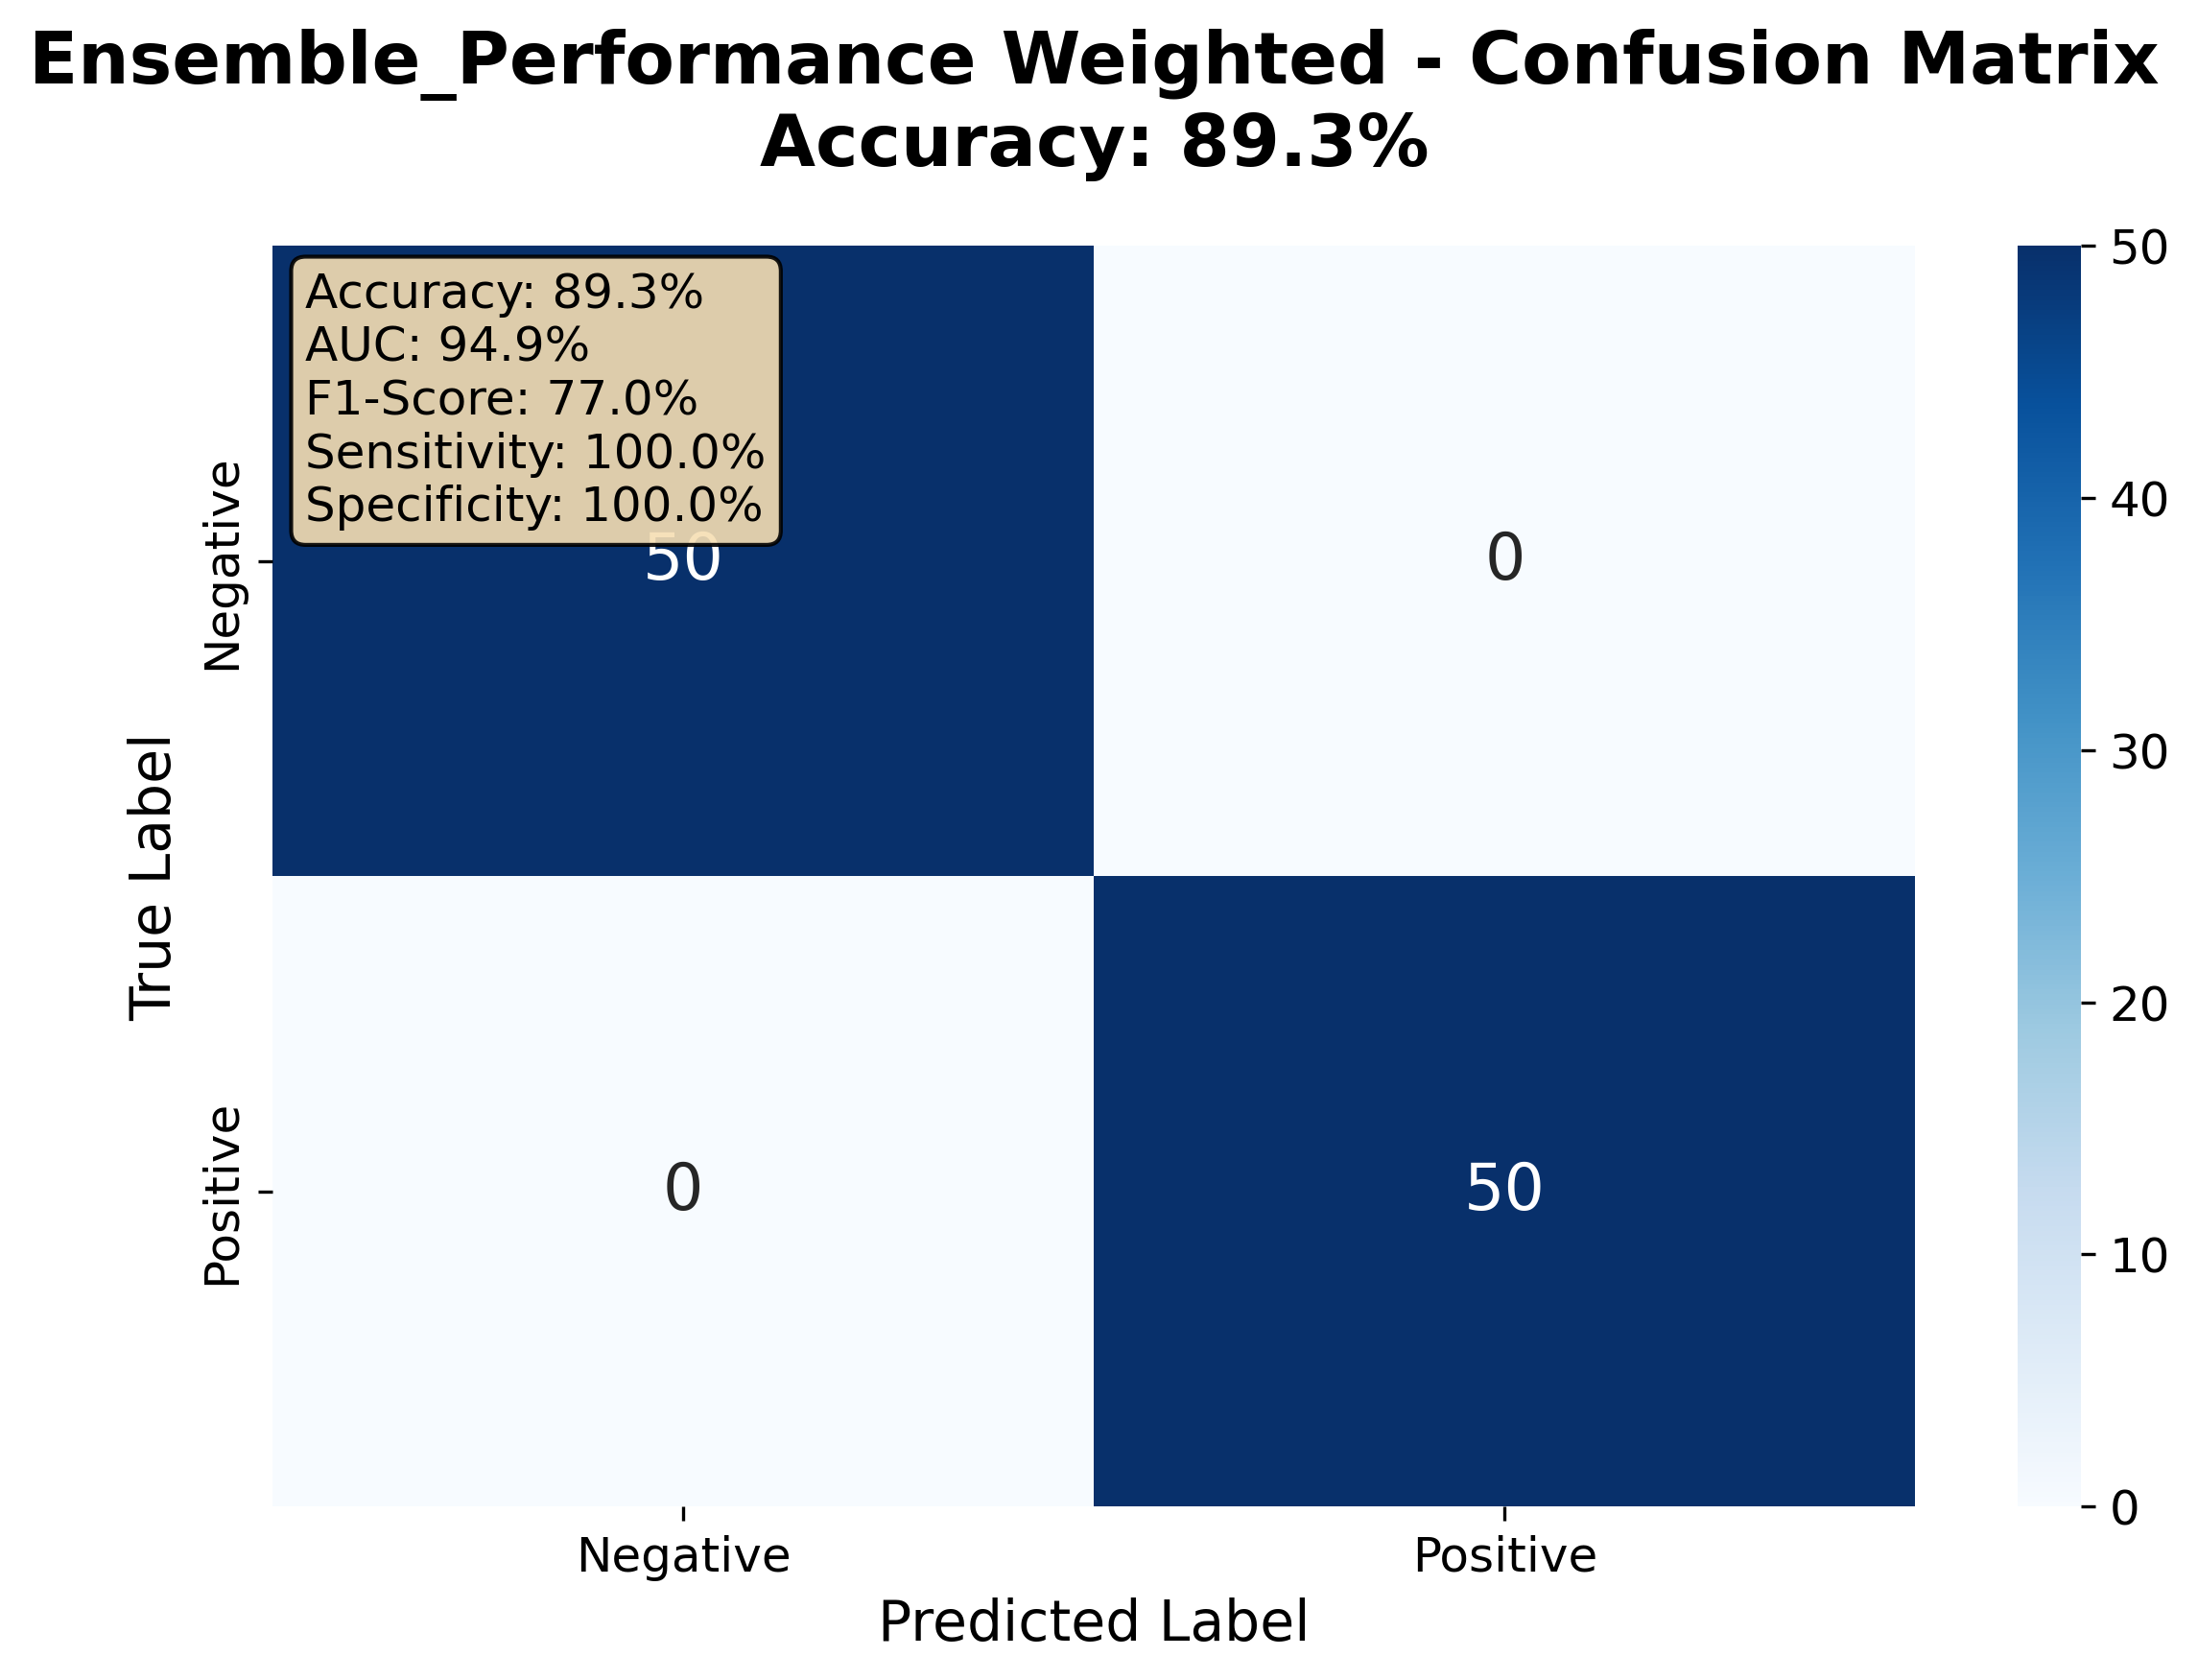 Ensemble_Performance Weighted - Confusion Matrix
Accuracy: 89.3%
Accuracy: 89.3%
AUC: 94.9%
F1-Score: 77.0%
Sensitivity: 100.0%
Specificity: 100.0%
50
0
0
50
Negative
Positive
True Label
Negative
Positive
Predicted Label
50
40
30
20
10
0